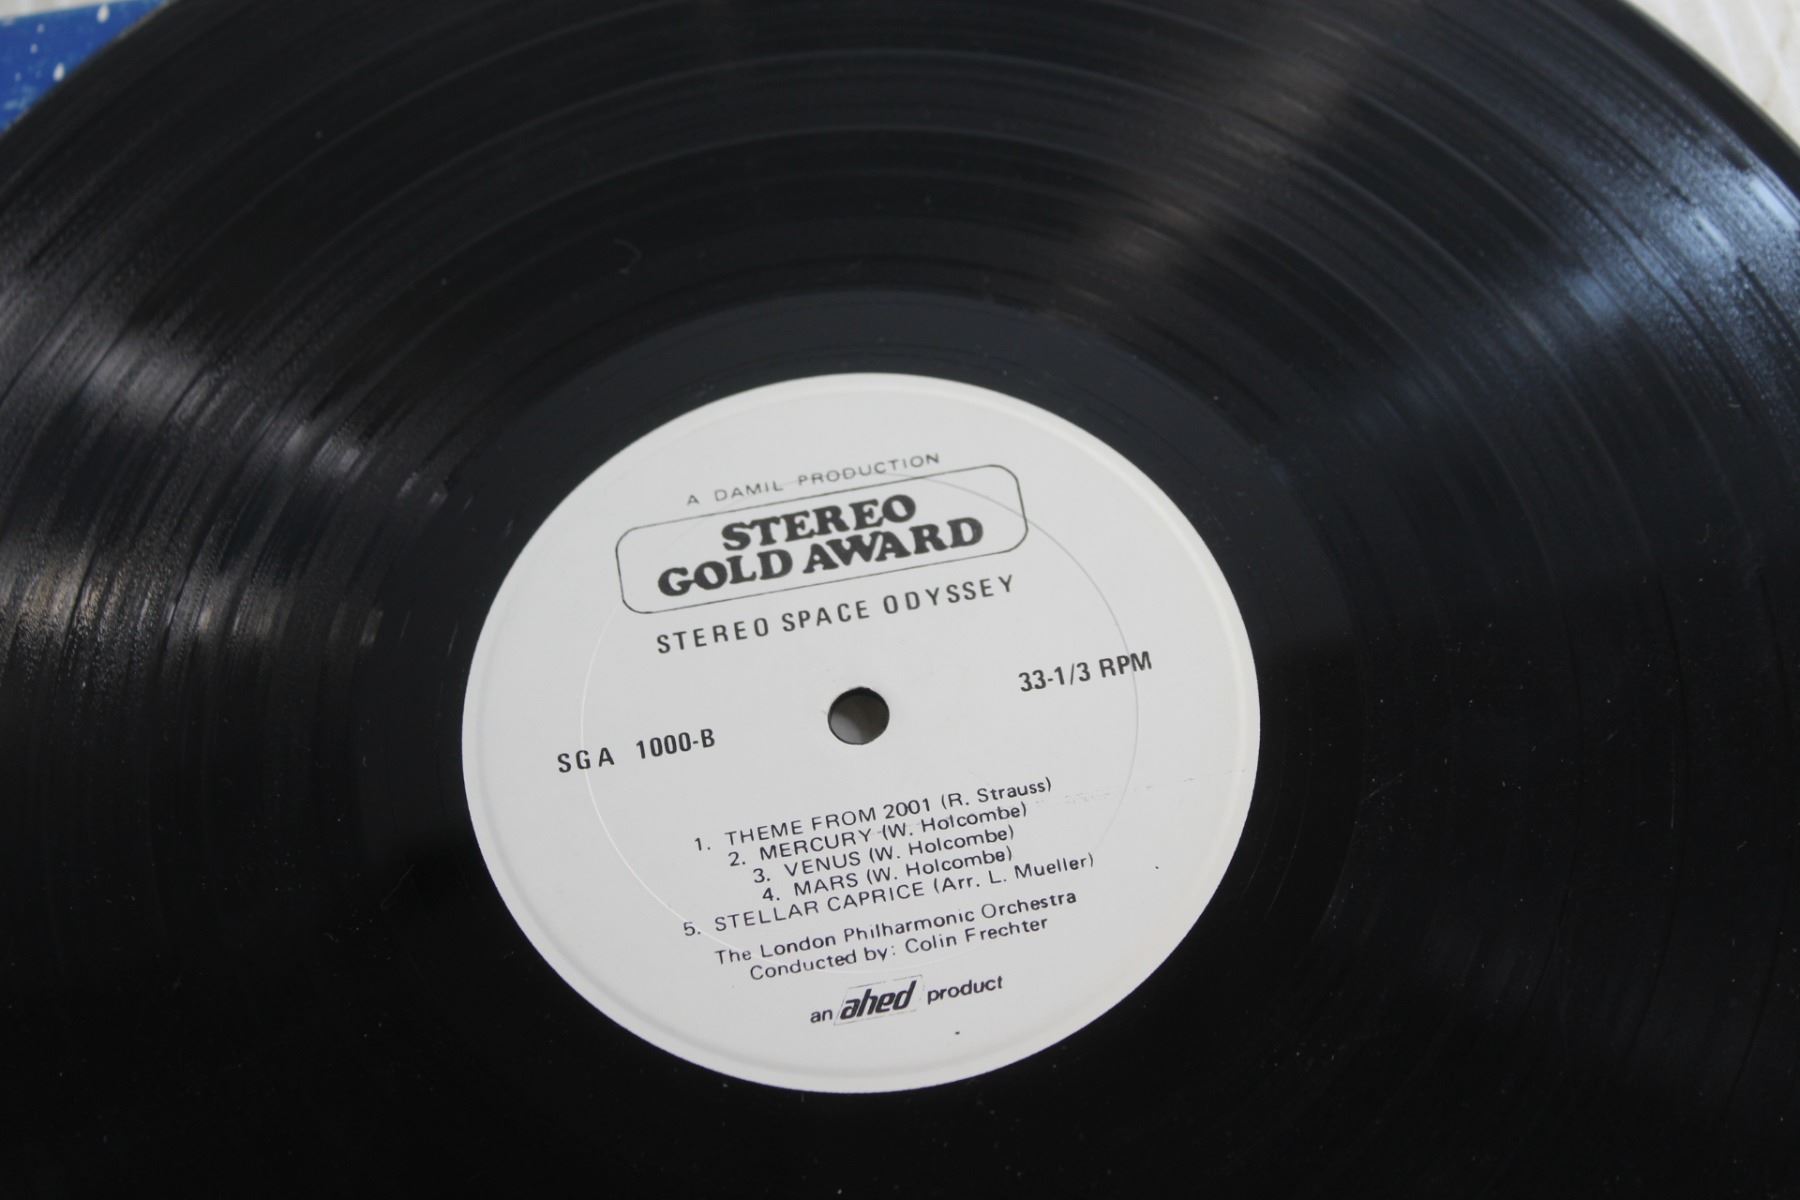 A DAMIL PRODUCTION
STEREO
GOLD AWARD
STEREO SPACE ODYSSEY
33-1/3 RPM
SGA 1000-B
1. THEME FROM 2001 (R. Strauss)
2. MERCURY (W. Holcombe)
3. VENUS (W. Holcombe)
4. MARS (W. Holcombe)
5. STELLAR CAPRICE (Arr. L. Mueller)
The London Philharmonic Orchestra
Conducted by: Colin Frechter
an ahed product